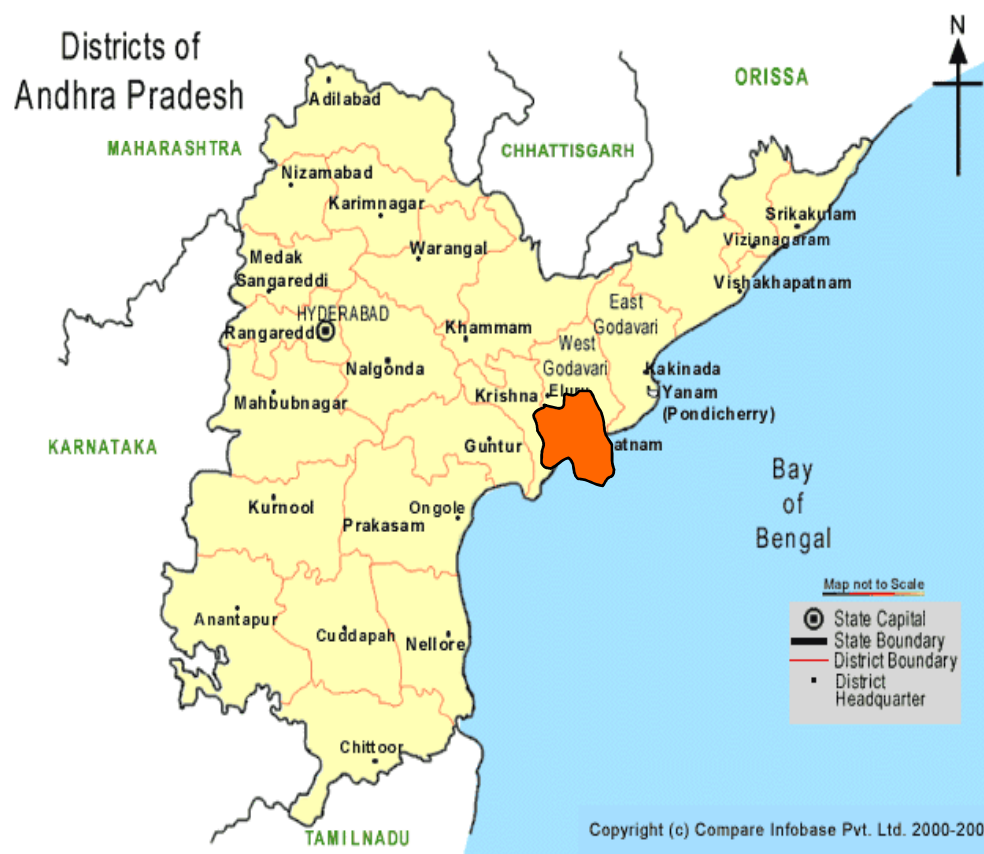 Districts of
Andhra Pradesh
N
ORISSA
MAHARASHTRA
CHHATTISGARH
Adilabad
Nizamabad
Karimnagar
Srikakulam
Vizianagaram
Warangal
Medak
Sangareddi
Vishakhapatnam
East
Godavari
HYDERABAD
Rangareddi
Khammam
West
Godavari
Nalgonda
Kakinada
Eluru
Yanam
(Pondicherry)
Krishna
Mahbubnagar
KARNATAKA
Guntur
atnam
Bay
of
Bengal
Kurnool
Ongole
Prakasam
Anantapur
Cuddapah
Nellore
Map not to Scale
State Capital
State Boundary
District Boundary
District
Headquarter
Chittoor
TAMILNADU
Copyright (c) Compare Infobase Pvt. Ltd. 2000-200